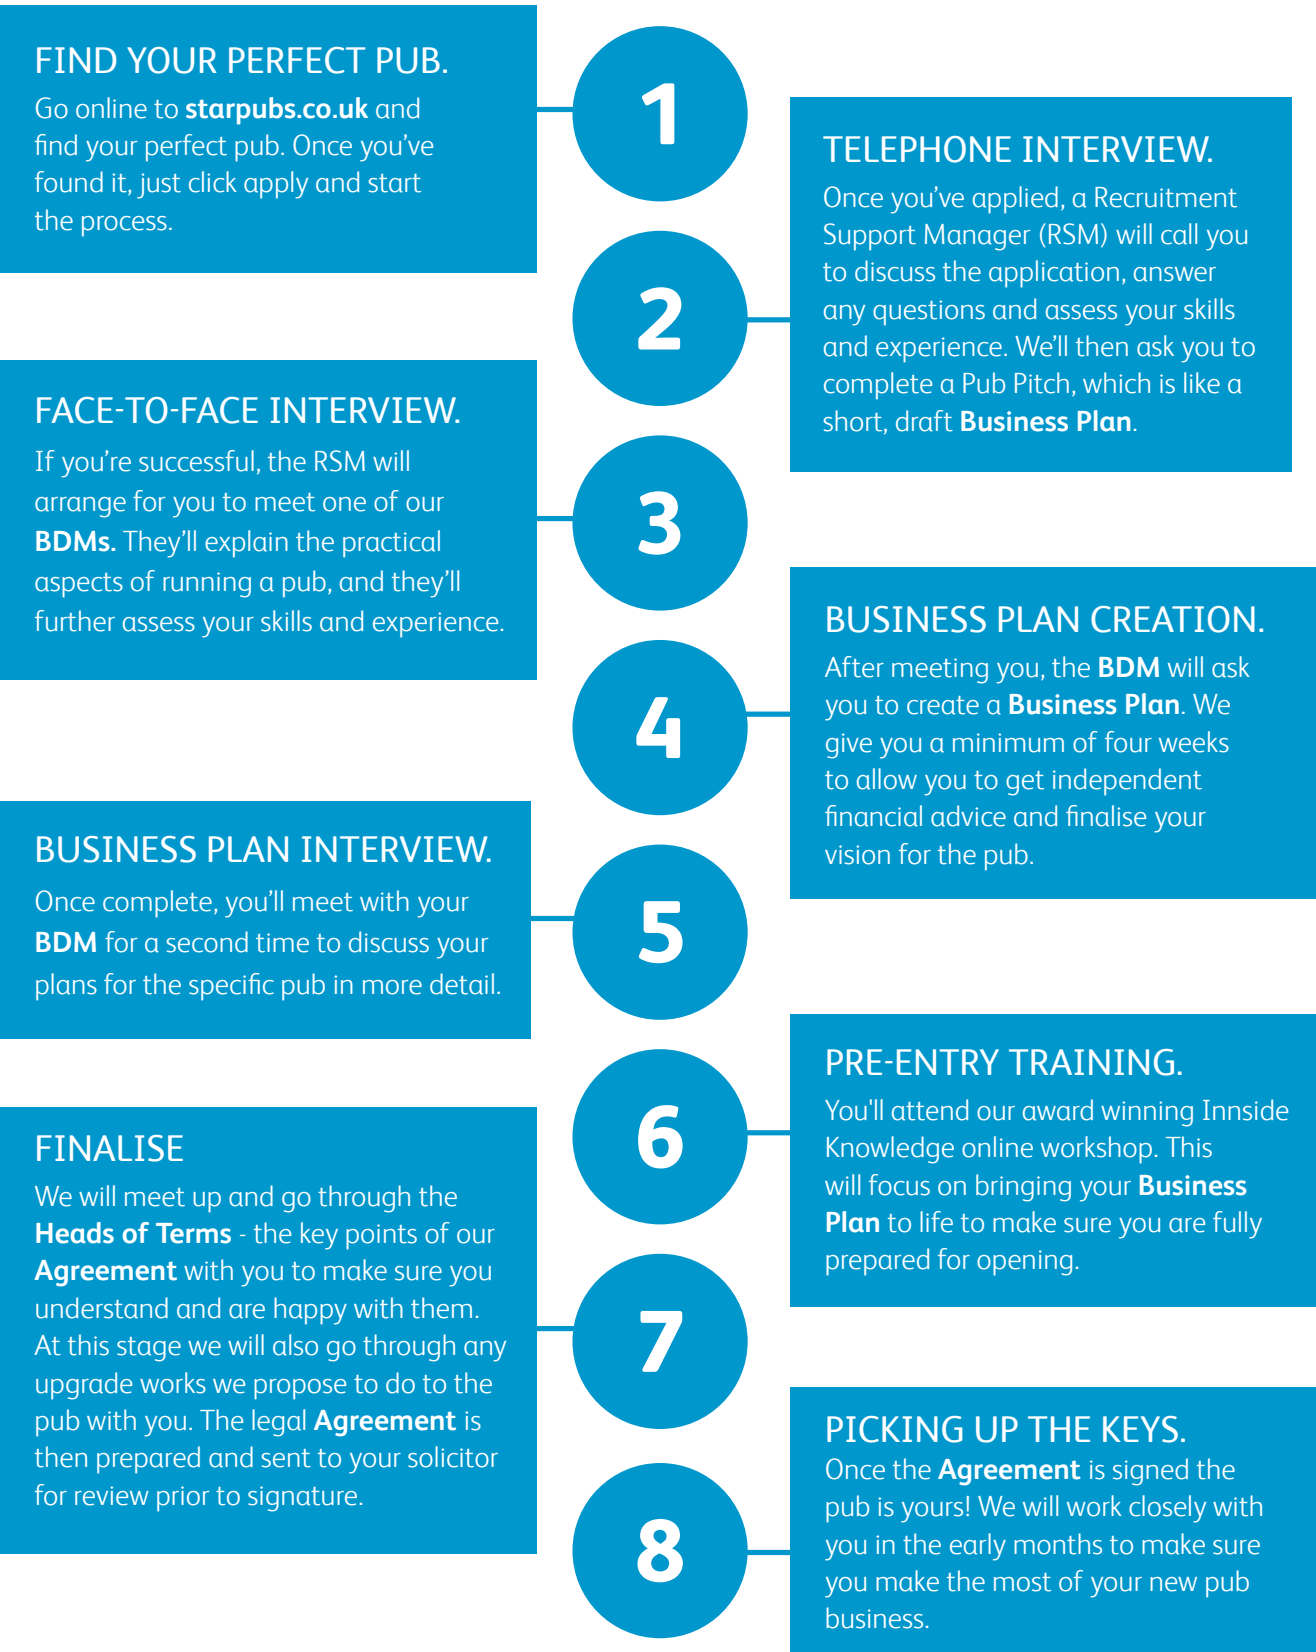 FIND YOUR PERFECT PUB.
Go online to starpubs.co.uk and
find your perfect pub. Once you’ve
found it, just click apply and start
the process.
1
TELEPHONE INTERVIEW.
Once you’ve applied, a Recruitment
Support Manager (RSM) will call you
to discuss the application, answer
any questions and assess your skills
and experience. We’ll then ask you to
complete a Pub Pitch, which is like a
short, draft Business Plan.
2
FACE-TO-FACE INTERVIEW.
If you’re successful, the RSM will
arrange for you to meet one of our
BDMs. They’ll explain the practical
aspects of running a pub, and they’ll
further assess your skills and experience.
3
BUSINESS PLAN CREATION.
After meeting you, the BDM will ask
you to create a Business Plan. We
give you a minimum of four weeks
to allow you to get independent
financial advice and finalise your
vision for the pub.
4
BUSINESS PLAN INTERVIEW.
Once complete, you’ll meet with your
BDM for a second time to discuss your
plans for the specific pub in more detail.
5
PRE-ENTRY TRAINING.
You'll attend our award winning Innside
Knowledge online workshop. This
will focus on bringing your Business
Plan to life to make sure you are fully
prepared for opening.
6
FINALISE
We will meet up and go through the
Heads of Terms - the key points of our
Agreement with you to make sure you
understand and are happy with them.
At this stage we will also go through any
upgrade works we propose to do to the
pub with you. The legal Agreement is
then prepared and sent to your solicitor
for review prior to signature.
7
PICKING UP THE KEYS.
Once the Agreement is signed the
pub is yours! We will work closely with
you in the early months to make sure
you make the most of your new pub
business.
8